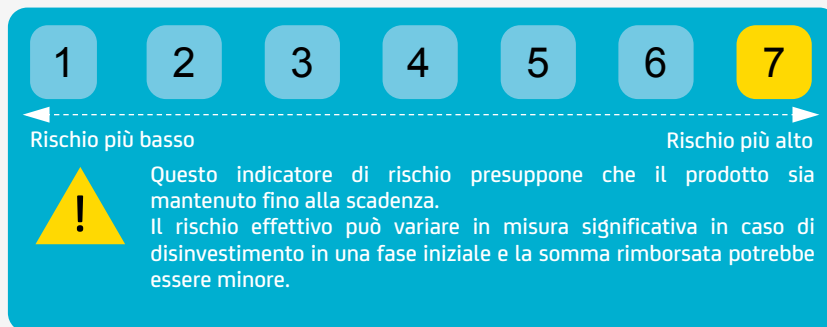 1 2 3 4 5 6 7
Rischio più basso Rischio più alto
Questo indicatore di rischio presuppone che il prodotto sia
mantenuto fino alla scadenza.
Il rischio effettivo può variare in misura significativa in caso di
disinvestimento in una fase iniziale e la somma rimborsata potrebbe
essere minore.
!